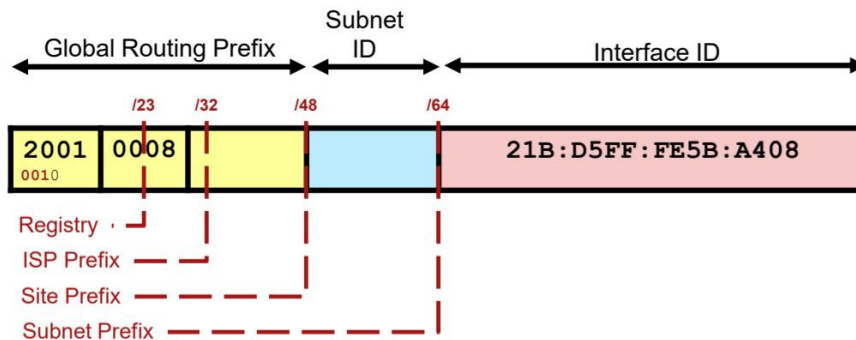 Global Routing Prefix
Subnet
ID
Interface ID
/23 /32 /48 /64
2001 0008 21B:D5FF:FE5B:A408
0010
Registry
ISP Prefix
Site Prefix
Subnet Prefix